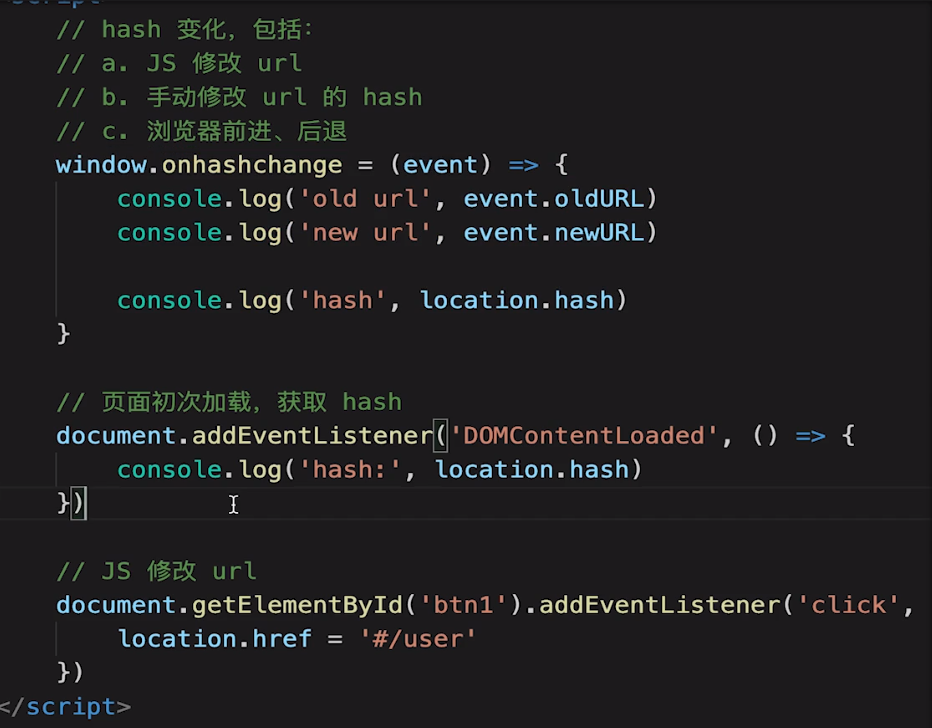 script
// hash 变化，包括：
// a. JS 修改 url
// b. 手动修改 url 的 hash
// c. 浏览器前进、后退
window.onhashchange = (event) => {
console.log('old url', event.oldURL)
console.log('new url', event.newURL)
console.log('hash', location.hash)
}
// 页面初次加载，获取 hash
document.addEventListener('DOMContentLoaded', () => {
console.log('hash:', location.hash)
})
// JS 修改 url
document.getElementById('btn1').addEventListener('click',
location.href = '#/user'
})
</script>